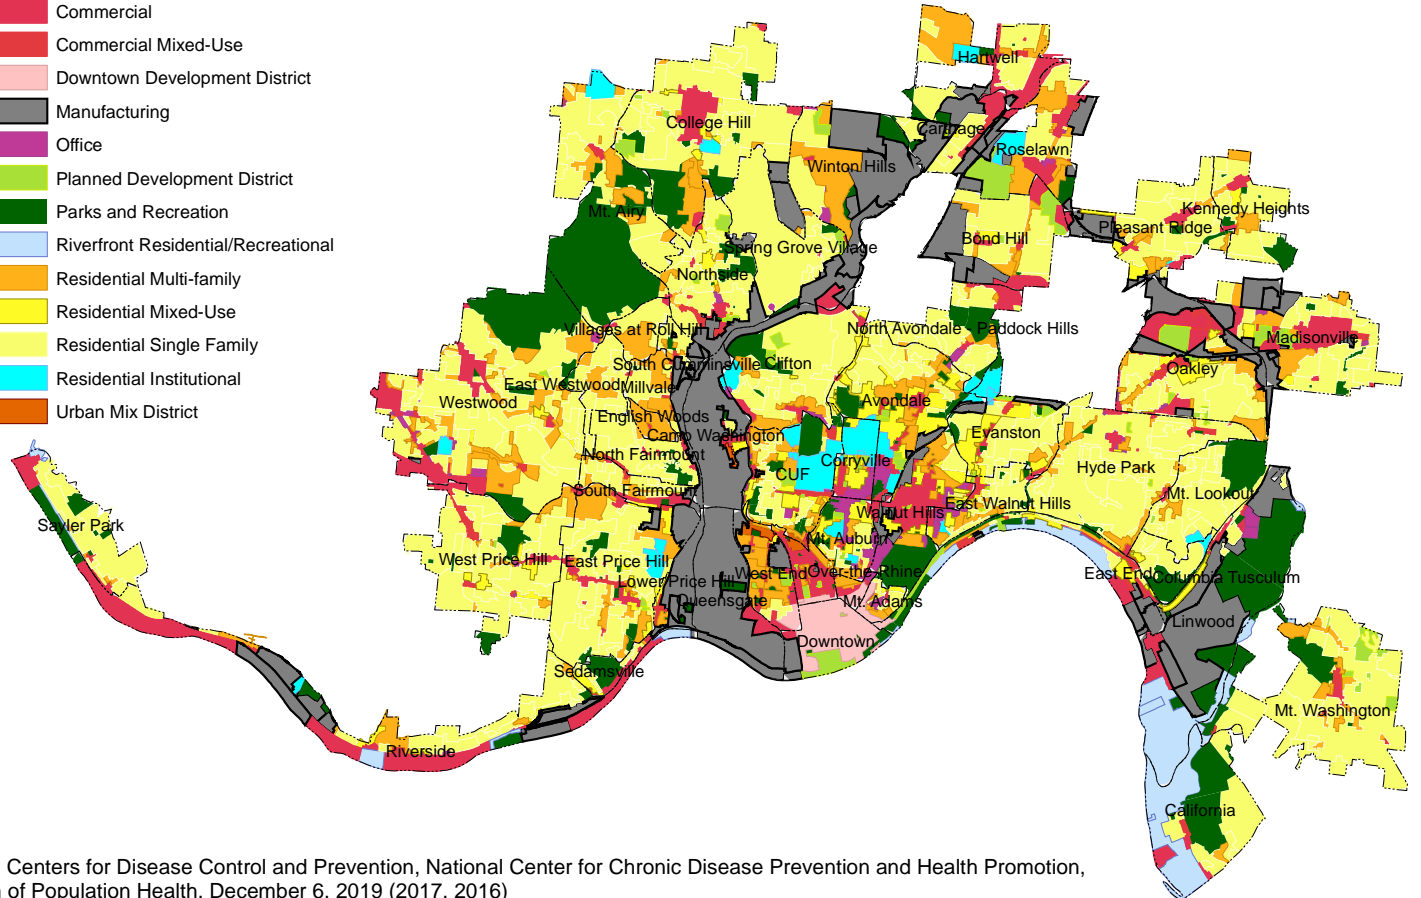 Commercial
Commercial Mixed-Use
Downtown Development District
Manufacturing
Office
Planned Development District
Parks and Recreation
Riverfront Residential/Recreational
Residential Multi-family
Residential Mixed-Use
Residential Single Family
Residential Institutional
Urban Mix District
Hartwell
College Hill
Carthage
Roselawn
Winton Hills
Mt. Airy
Kennedy Heights
Pleasant Ridge
Bond Hill
Spring Grove Village
Northside
Villages at Roll Hill
North Avondale - Paddock Hills
Madisonville
South Cumminsville
Clifton
Oakley
East Westwood
Millvale
Westwood
Avondale
English Woods
Camp Washington
Evanston
North Fairmount
Corryville
Hyde Park
CUF
South Fairmount
Mt. Lookout
East Walnut Hills
Walnut Hills
Sayler Park
Mt. Auburn
West Price Hill
East Price Hill
West End
Over-the-Rhine
East End
Columbia Tusculum
Lower Price Hill
Queensgate
Mt. Adams
Linwood
Downtown
Sedamsville
Mt. Washington
Riverside
California
Centers for Disease Control and Prevention, National Center for Chronic Disease Prevention and Health Promotion,
of Population Health, December 6, 2019 (2017, 2016)